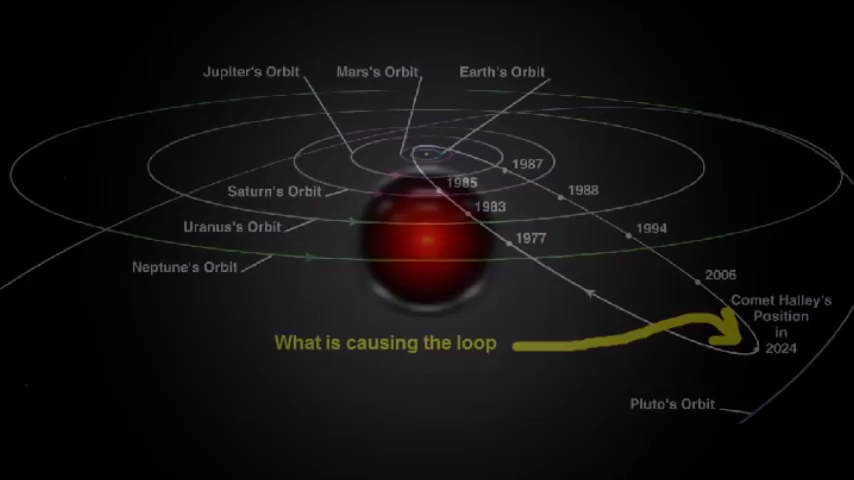 Jupiter's Orbit
Mars's Orbit
Earth's Orbit
1987
1985
1988
Saturn's Orbit
1983
Uranus's Orbit
1994
1977
Neptune's Orbit
2005
Comet Halley's
Position
in
2024
What is causing the loop
Pluto's Orbit